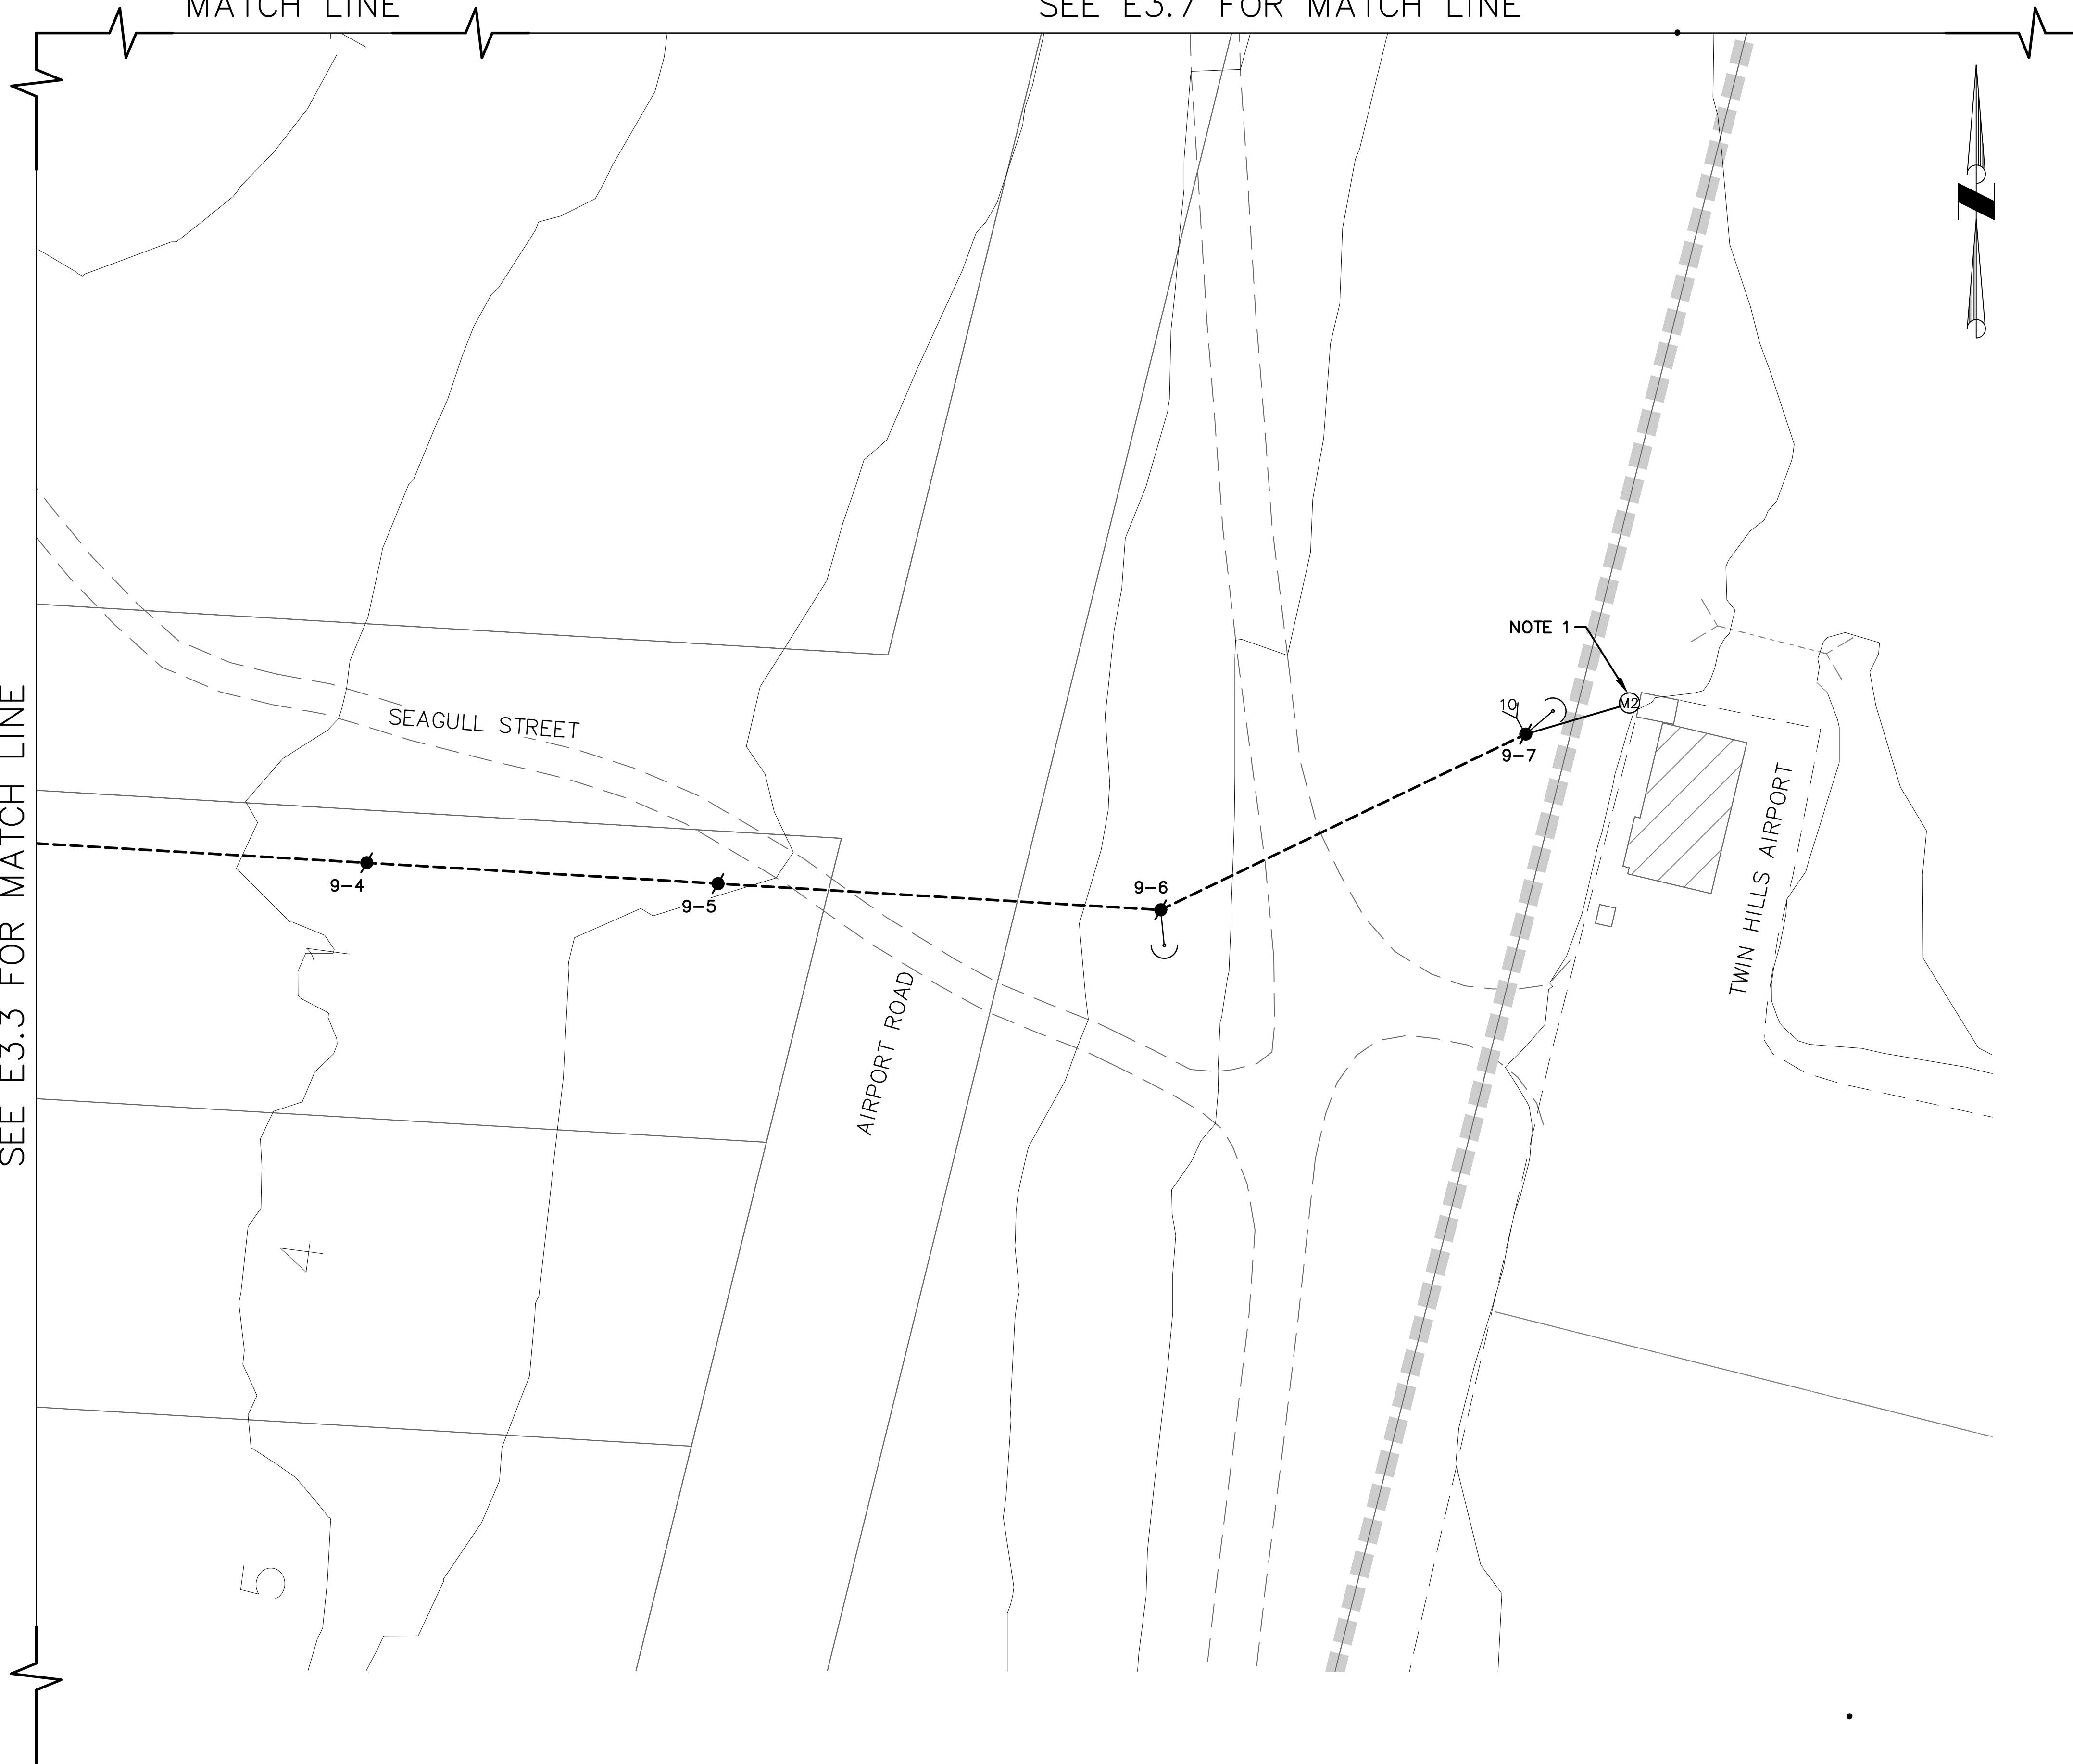 MATCH LINE
SEE E3.7 FOR MATCH LINE
SEE E3.3 FOR MATCH LINE
NOTE 1
M2
10
9-7
SEAGULL STREET
TWIN HILLS AIRPORT
9-4
9-5
9-6
AIRPORT ROAD
4
5